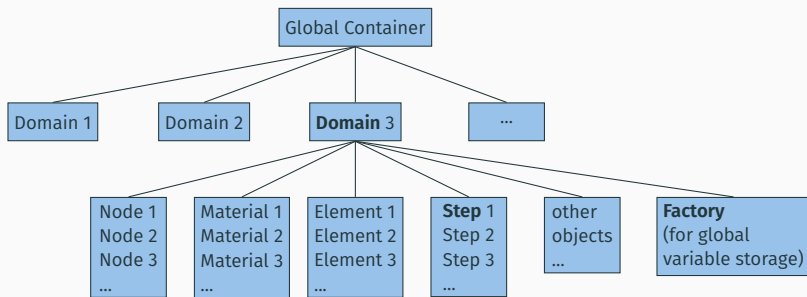 Global Container
Domain 1
Domain 2
Domain 3
...
Node 1
Node 2
Node 3
...
Material 1
Material 2
Material 3
...
Element 1
Element 2
Element 3
...
Step 1
Step 2
Step 3
...
other
objects
...
Factory
(for global
variable storage)